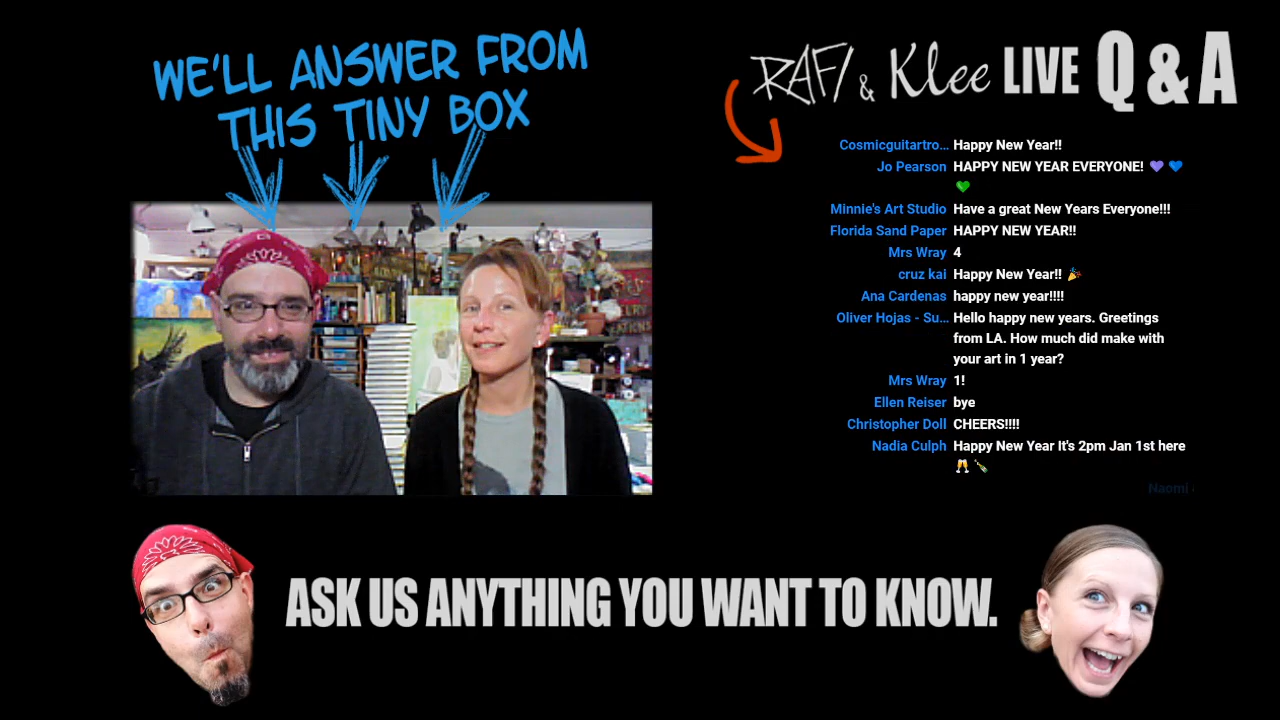 WE'LL ANSWER FROM
THIS TINY BOX
RAFI & Klee LIVE Q & A
Cosmicguitartro... Happy New Year!!
Jo Pearson HAPPY NEW YEAR EVERYONE! 💜 💙
💚
Minnie's Art Studio Have a great New Years Everyone!!!
Florida Sand Paper HAPPY NEW YEAR!!
Mrs Wray 4
cruz kai Happy New Year!! 🎉
Ana Cardenas happy new year!!!!
Oliver Hojas - Su... Hello happy new years. Greetings
from LA. How much did make with
your art in 1 year?
Mrs Wray 1!
Ellen Reiser bye
Christopher Doll CHEERS!!!!
Nadia Culph Happy New Year It's 2pm Jan 1st here
🥂 🍾
Naomi
ASK US ANYTHING YOU WANT TO KNOW.